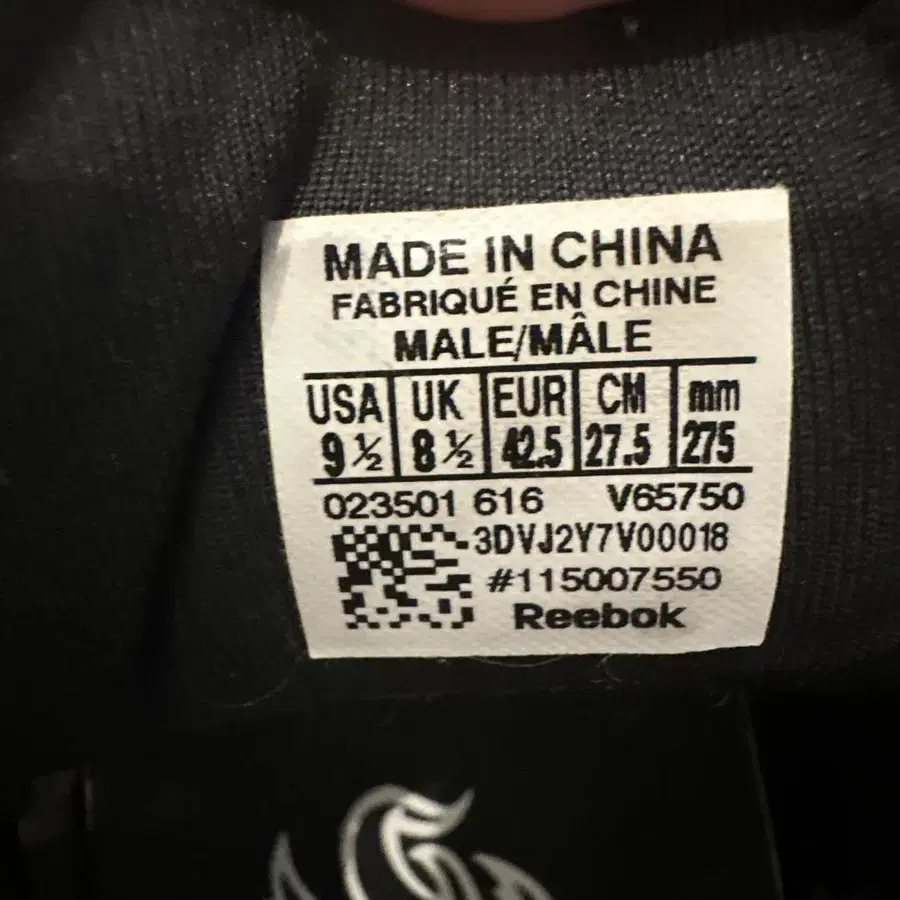 MADE IN CHINA
FABRIQUÉ EN CHINE
MALE/MÂLE
USA UK EUR CM mm
9½ 8½ 42.5 27.5 275
023501 616 V65750
3DVJ2Y7V00018
#115007550
Reebok